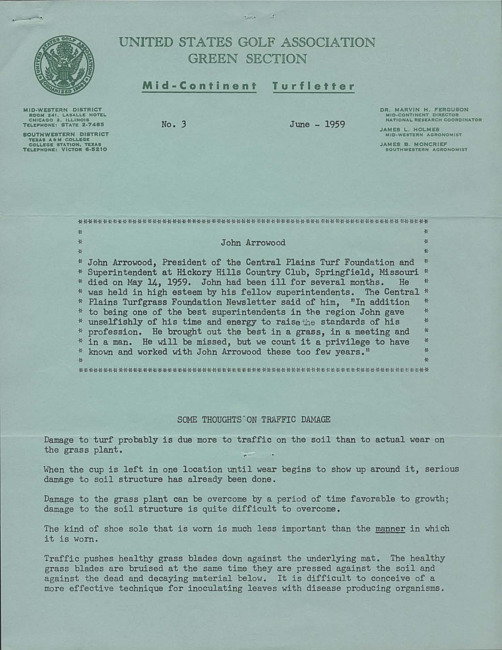 UNITED STATES GOLF ASSOCIATION
GREEN SECTION
Mid-Continent Turfletter
MID-WESTERN DISTRICT
ROOM 241, LASALLE HOTEL
CHICAGO 2, ILLINOIS
TELEPHONE: STATE 2-7465
SOUTHWESTERN DISTRICT
TEXAS A&M COLLEGE
COLLEGE STATION, TEXAS
TELEPHONE: VICTOR 6-5210
No. 3
June - 1959
DR. MARVIN H. FERGUSON
MID-CONTINENT DIRECTOR
NATIONAL RESEARCH COORDINATOR
JAMES L. HOLMES
MID-WESTERN AGRONOMIST
JAMES B. MONCRIEF
SOUTHWESTERN AGRONOMIST
John Arrowood
John Arrowood, President of the Central Plains Turf Foundation and
Superintendent at Hickory Hills Country Club, Springfield, Missouri
died on May 14, 1959. John had been ill for several months. He
was held in high esteem by his fellow superintendents. The Central
Plains Turfgrass Foundation Newsletter said of him, "In addition
to being one of the best superintendents in the region John gave
unselfishly of his time and energy to raise the standards of his
profession. He brought out the best in a grass, in a meeting and
in a man. He will be missed, but we count it a privilege to have
known and worked with John Arrowood these too few years."
SOME THOUGHTS ON TRAFFIC DAMAGE
Damage to turf probably is due more to traffic on the soil than to actual wear on
the grass plant.
When the cup is left in one location until wear begins to show up around it, serious
damage to soil structure has already been done.
Damage to the grass plant can be overcome by a period of time favorable to growth;
damage to the soil structure is quite difficult to overcome.
The kind of shoe sole that is worn is much less important than the manner in which
it is worn.
Traffic pushes healthy grass blades down against the underlying mat. The healthy
grass blades are bruised at the same time they are pressed against the soil and
against the dead and decaying material below. It is difficult to conceive of a
more effective technique for inoculating leaves with disease producing organisms.